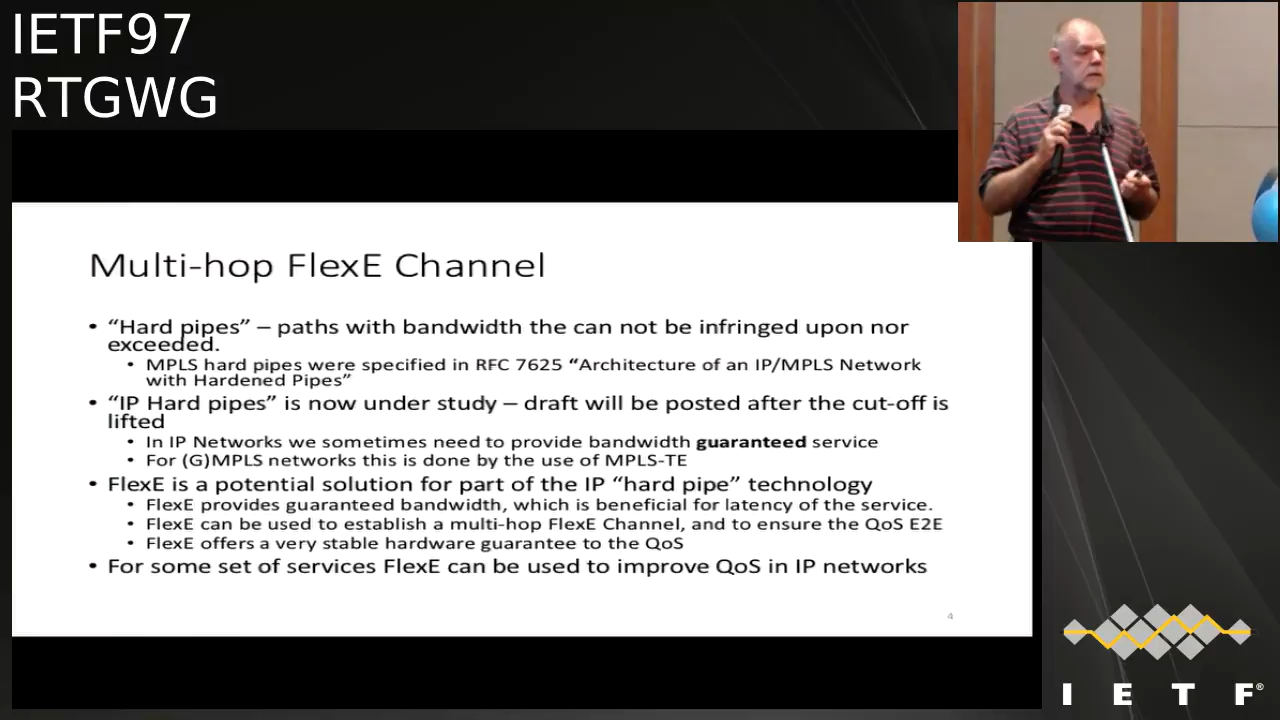 IETF97
RTGWG
Multi-hop FlexE Channel
• “Hard pipes” – paths with bandwidth the can not be infringed upon nor
exceeded.
• MPLS hard pipes were specified in RFC 7625 “Architecture of an IP/MPLS Network
with Hardened Pipes”
• “IP Hard pipes” is now under study – draft will be posted after the cut-off is
lifted
• In IP Networks we sometimes need to provide bandwidth guaranteed service
• For (G)MPLS networks this is done by the use of MPLS-TE
• FlexE is a potential solution for part of the IP “hard pipe” technology
• FlexE provides guaranteed bandwidth, which is beneficial for latency of the service.
• FlexE can be used to establish a multi-hop FlexE Channel, and to ensure the QoS E2E
• FlexE offers a very stable hardware guarantee to the QoS
• For some set of services FlexE can be used to improve QoS in IP networks
4
I E T F®